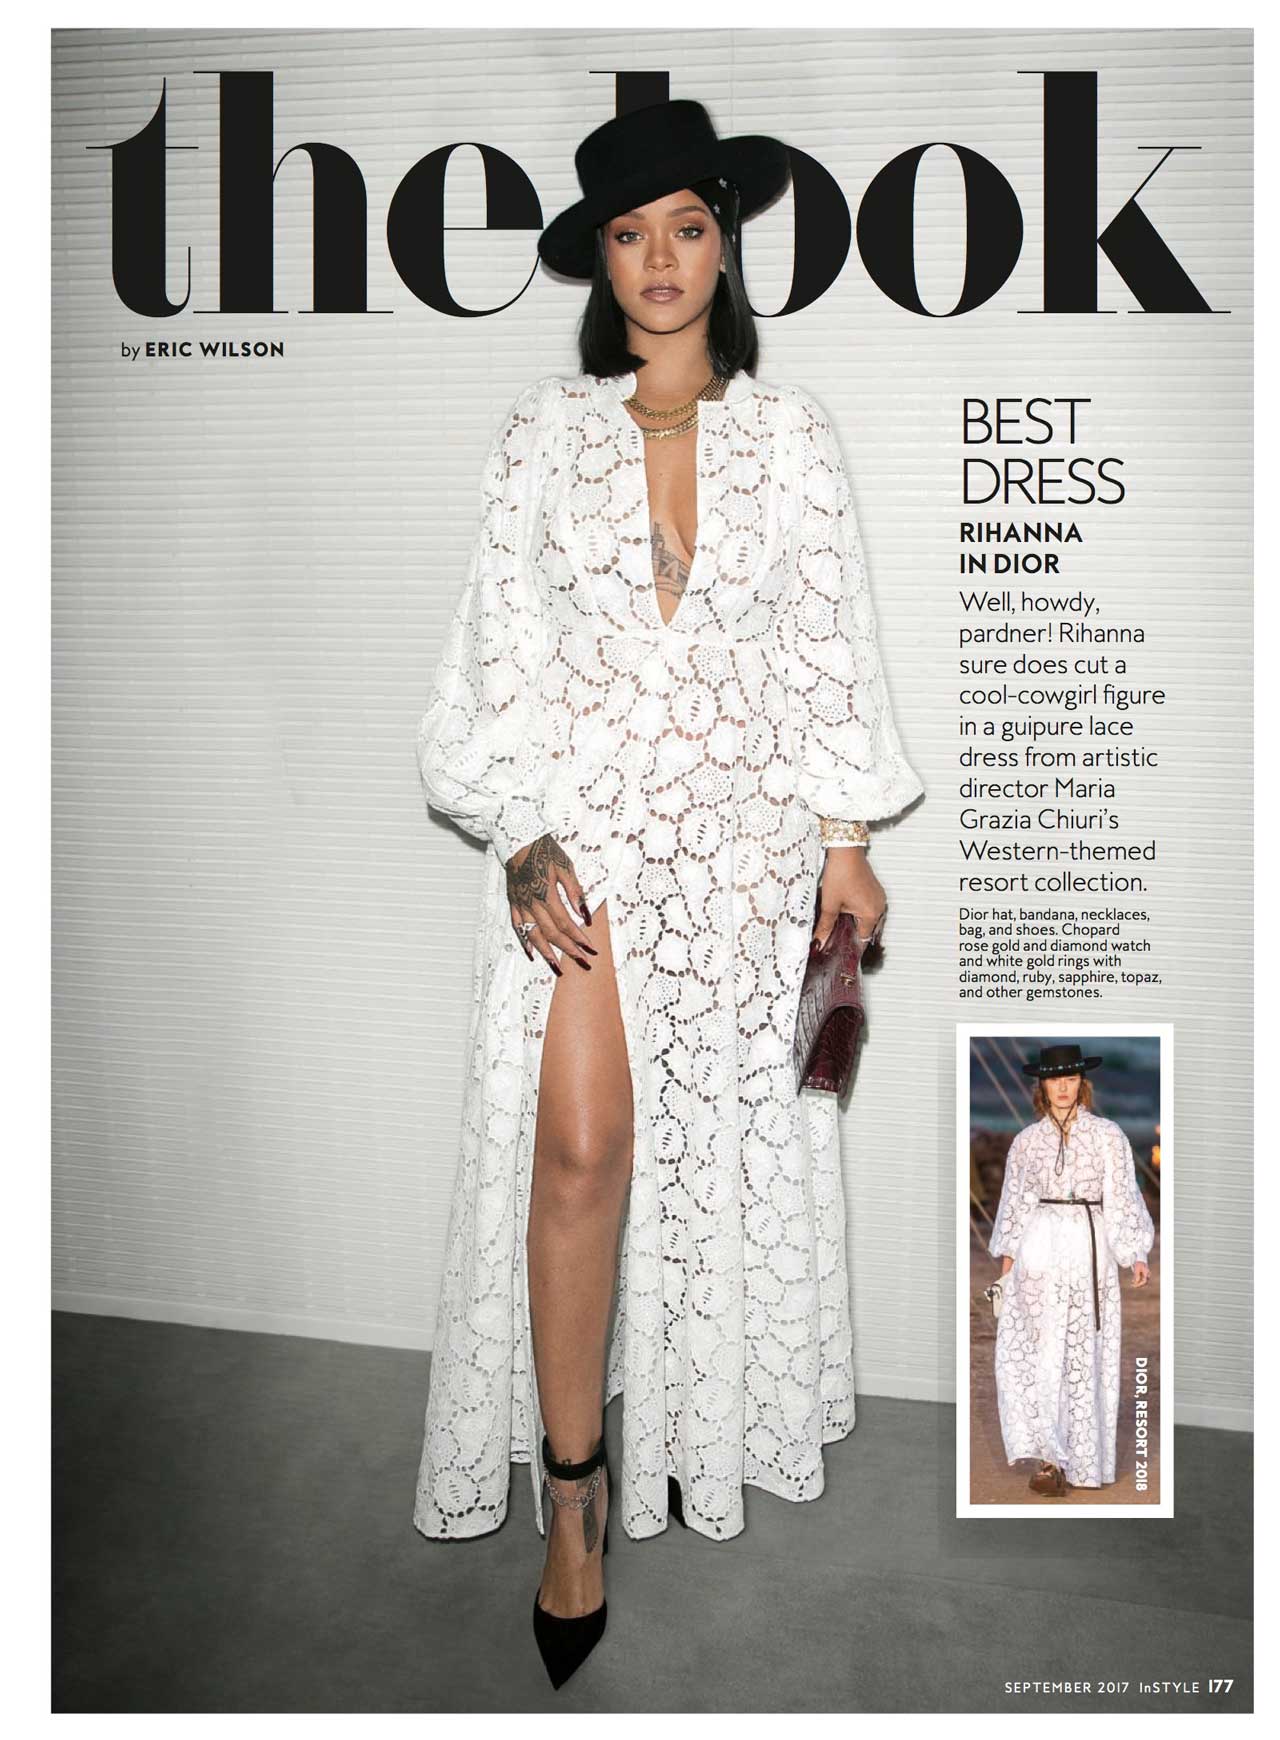 the look
by ERIC WILSON
BEST
DRESS
RIHANNA
IN DIOR
Well, howdy,
pardner! Rihanna
sure does cut a
cool-cowgirl figure
in a guipure lace
dress from artistic
director Maria
Grazia Chiuri's
Western-themed
resort collection.
Dior hat, bandana, necklaces,
bag, and shoes. Chopard
rose gold and diamond watch
and white gold rings with
diamond, ruby, sapphire, topaz,
and other gemstones.
DIOR, RESORT 2018
SEPTEMBER 2017 InSTYLE 177